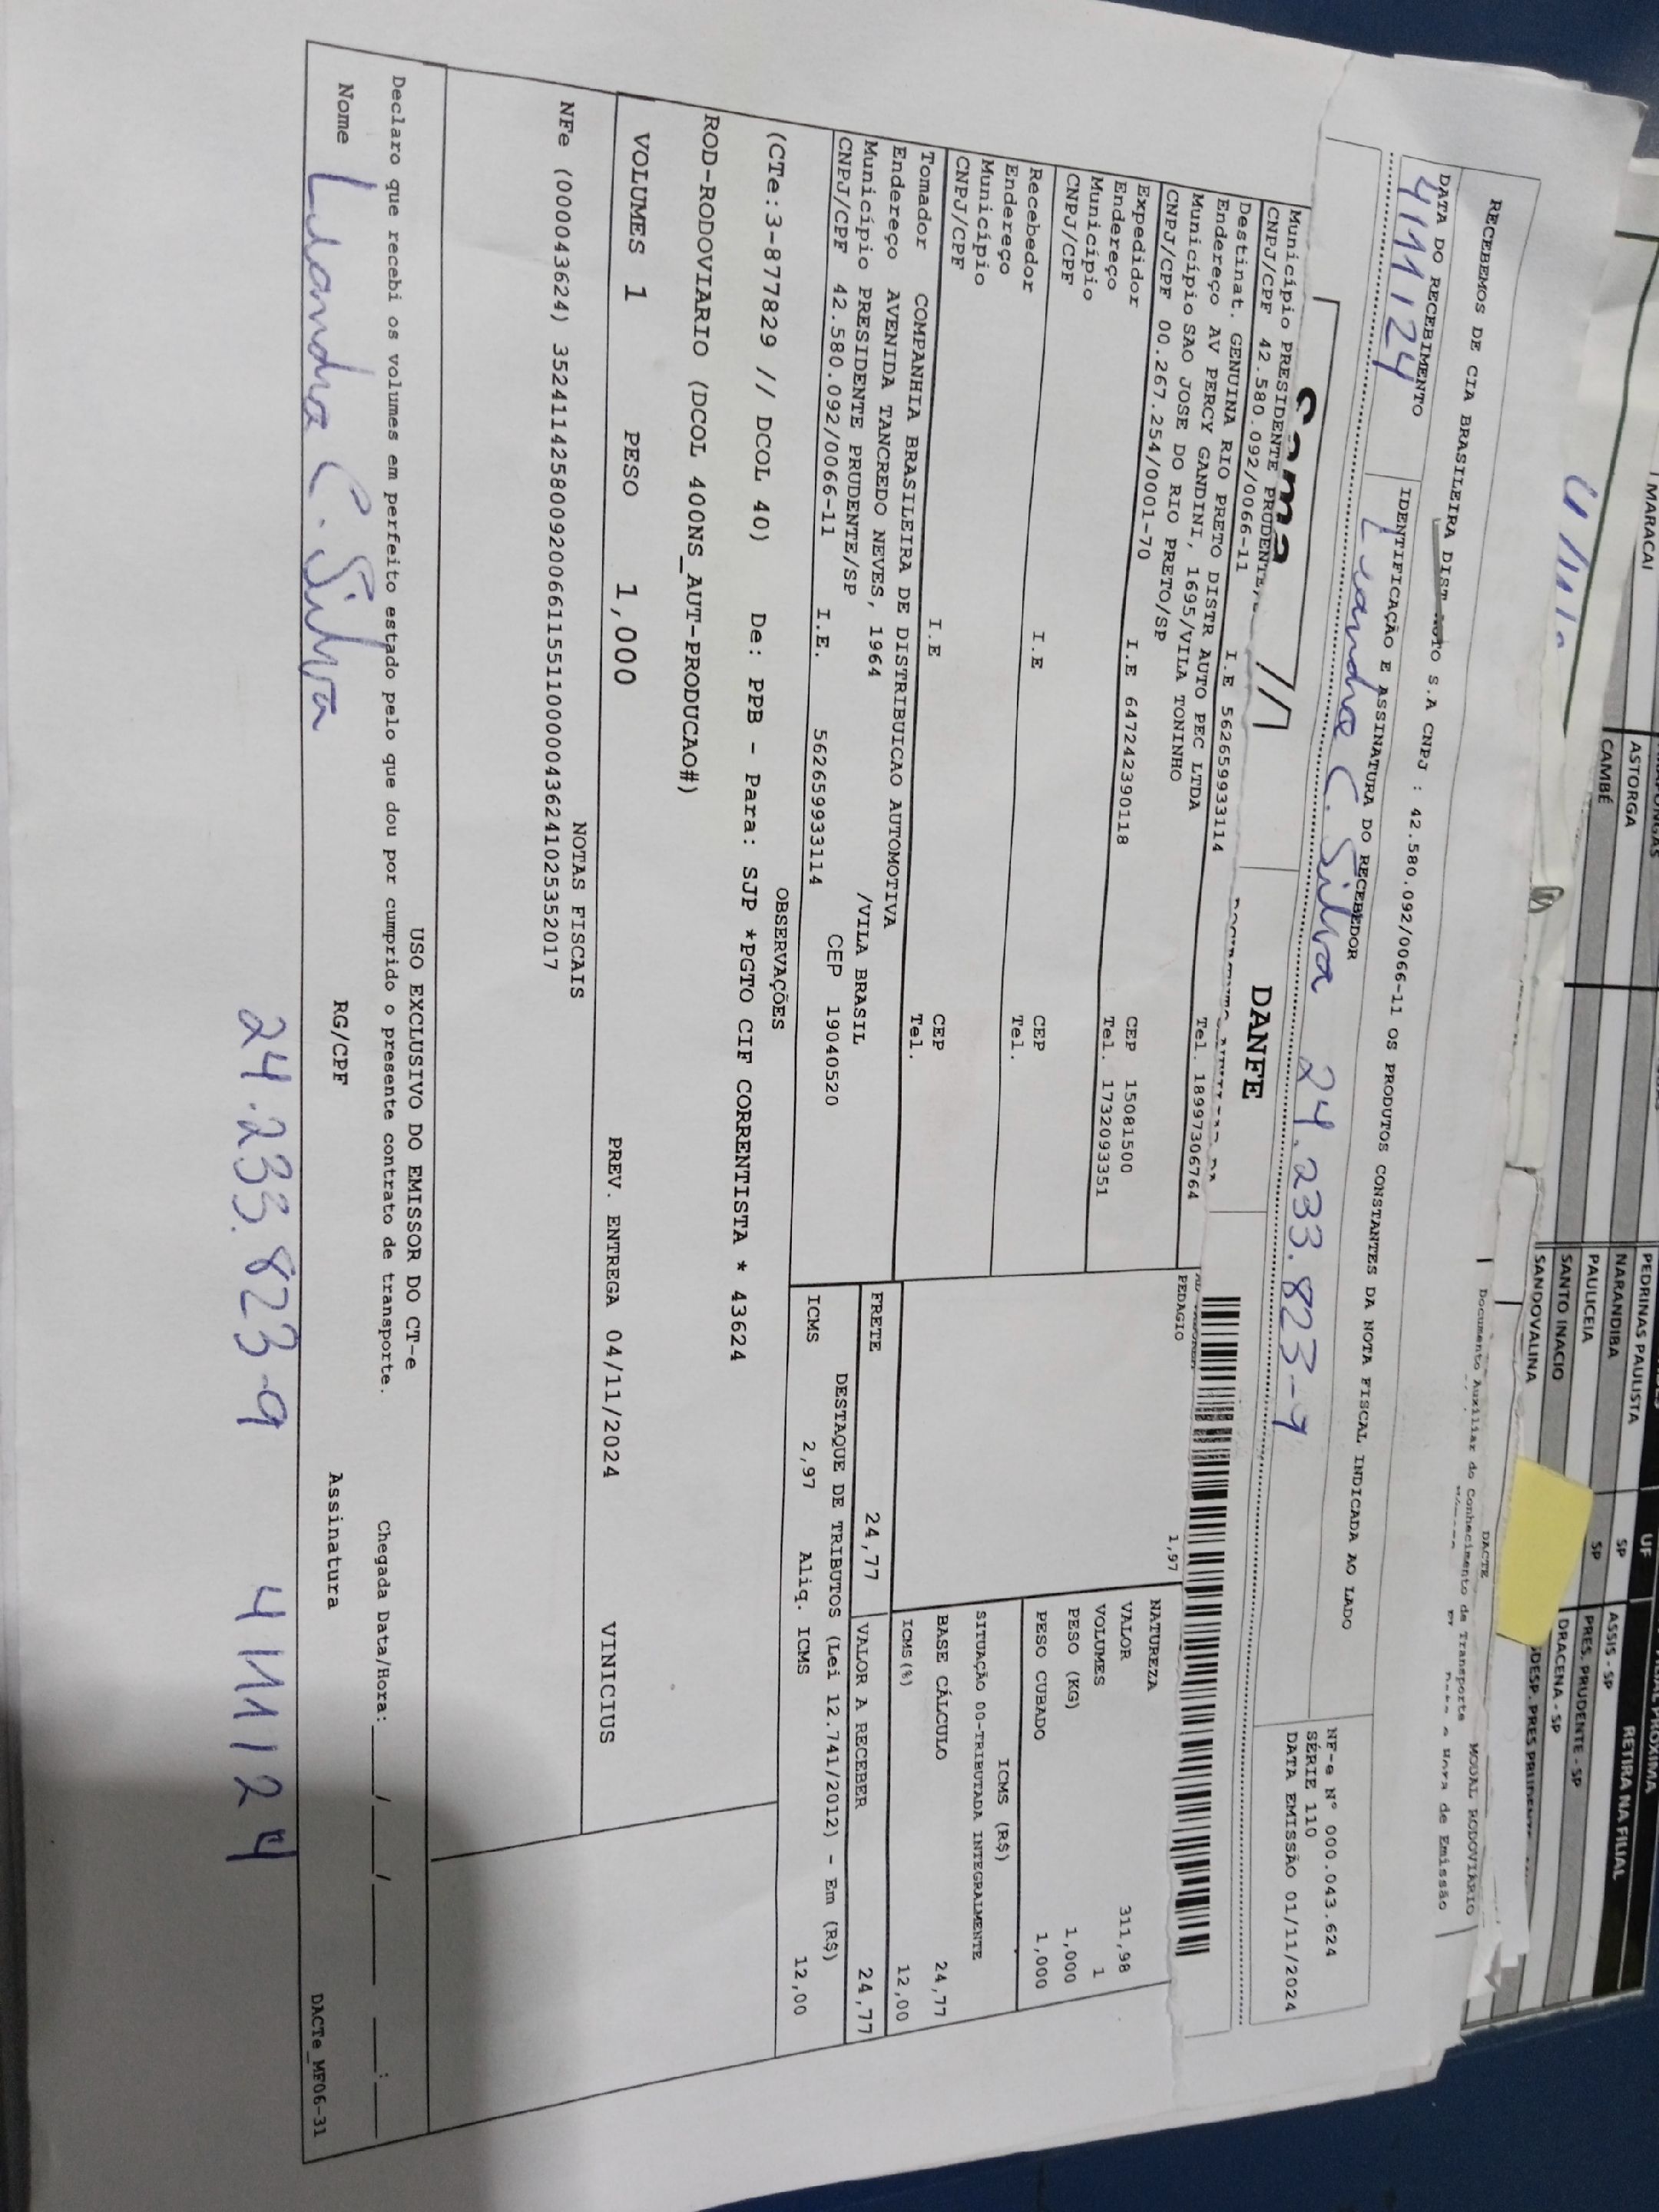 MARACAI
ASTORGA
CAMBÉ
PEDRINAS PAULISTA
NARANDIBA SP
PAULICEIA SP
SANTO INACIO
SANDOVALINA
UF
RETIRA NA FILIAL
ASSIS - SP
PRES. PRUDENTE - SP
DRACENA - SP
DACTE
Documento Auxiliar do Conhecimento de Transporte
MODAL RODOVIÁRIO
Hora de Emissão
RECEBEMOS DE CIA BRASILEIRA DIST AUTO S.A CNPJ : 42.580.092/0066-11 OS PRODUTOS CONSTANTES DA NOTA FISCAL INDICADA AO LADO
DATA DO RECEBIMENTO
4/11/24
IDENTIFICAÇÃO E ASSINATURA DO RECEBEDOR
Leandro C. Silva 24.233.823-9
NF-e Nº 000.043.624
SÉRIE 110
DATA EMISSÃO 01/11/2024
DANFE
Município PRESIDENTE PRUDENTE/
CNPJ/CPF 42.580.092/0066-11 I.E 562659933114 Tel. 18997306764
Destinat. GENUINA RIO PRETO DISTR AUTO PEC LTDA
Endereço AV PERCY GANDINI, 1695/VILA TONINHO
Município SAO JOSE DO RIO PRETO/SP CEP 15081500
CNPJ/CPF 00.267.254/0001-70 I.E 647242390118 Tel. 1732093351
Expedidor
Endereço
Município CEP
CNPJ/CPF I.E Tel.
Recebedor
Endereço
Município CEP
CNPJ/CPF I.E Tel.
Tomador COMPANHIA BRASILEIRA DE DISTRIBUICAO AUTOMOTIVA
Endereço AVENIDA TANCREDO NEVES, 1964 /VILA BRASIL
Município PRESIDENTE PRUDENTE/SP CEP 19040520
CNPJ/CPF 42.580.092/0066-11 I.E. 562659933114
PEDAGIO 1,97
NATUREZA
VALOR 311,98
VOLUMES 1
PESO (KG) 1,000
PESO CUBADO 1,000
ICMS (R$)
SITUAÇÃO 00-TRIBUTADA INTEGRALMENTE
BASE CÁLCULO 24,77
ICMS(%) 12,00
FRETE 24,77 VALOR A RECEBER 24,77
DESTAQUE DE TRIBUTOS (Lei 12.741/2012) - Em (R$)
ICMS 2,97 Aliq. ICMS 12,00
OBSERVAÇÕES
(CTe:3-877829 // DCOL 40) De: PPB - Para: SJP *PGTO CIF CORRENTISTA * 43624
ROD-RODOVIARIO (DCOL 400NS_AUT-PRODUCAO#)
VOLUMES 1 PESO 1,000 PREV. ENTREGA 04/11/2024 VINICIUS
NOTAS FISCAIS
NFe (000043624) 35241142580092006611551100000436241025352017
USO EXCLUSIVO DO EMISSOR DO CT-e
Declaro que recebi os volumes em perfeito estado pelo que dou por cumprido o presente contrato de transporte. Chegada Data/Hora:____/____/______ ___:___
Nome Leandro C. Silva RG/CPF 24.233.823-9 Assinatura 4/11/24
DACTe_MF06-31